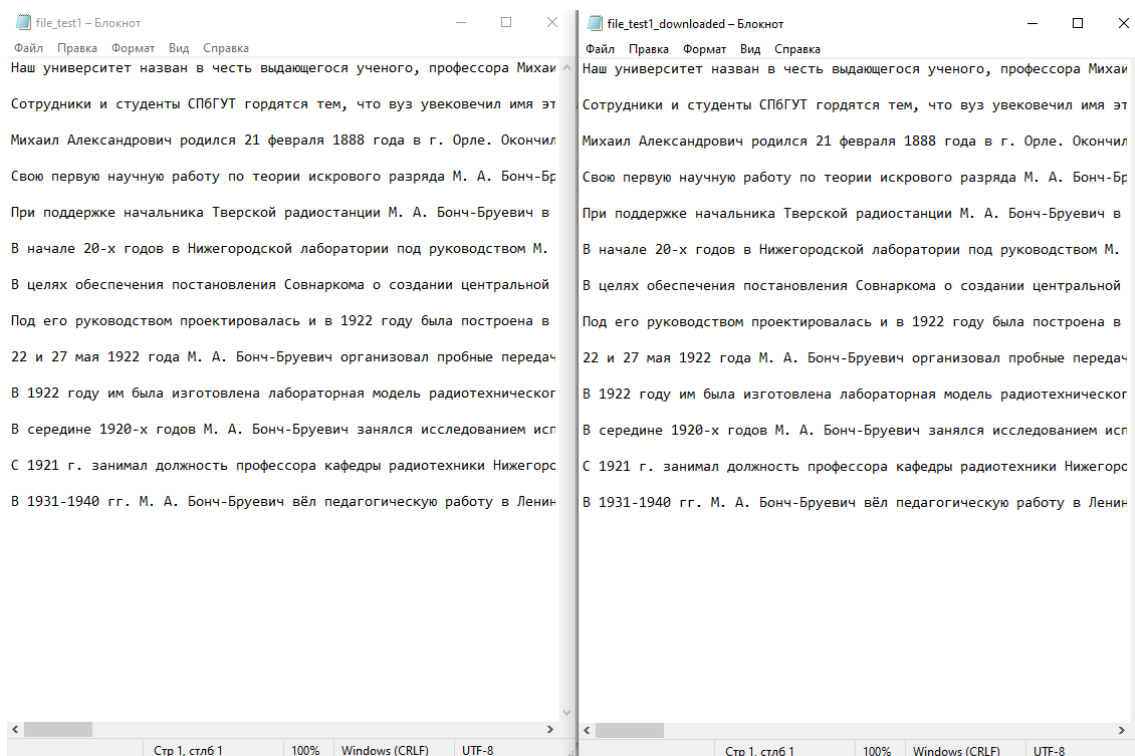 file_test1 – Блокнот
Файл Правка Формат Вид Справка
Наш университет назван в честь выдающегося ученого, профессора Михаи
Сотрудники и студенты СПбГУТ гордятся тем, что вуз увековечил имя эт
Михаил Александрович родился 21 февраля 1888 года в г. Орле. Окончил
Свою первую научную работу по теории искрового разряда М. А. Бонч-Бр
При поддержке начальника Тверской радиостанции М. А. Бонч-Бруевич в
В начале 20-х годов в Нижегородской лаборатории под руководством М.
В целях обеспечения постановления Совнаркома о создании центральной
Под его руководством проектировалась и в 1922 году была построена в
22 и 27 мая 1922 года М. А. Бонч-Бруевич организовал пробные передач
В 1922 году им была изготовлена лабораторная модель радиотехническог
В середине 1920-х годов М. А. Бонч-Бруевич занялся исследованием исп
С 1921 г. занимал должность профессора кафедры радиотехники Нижегоро
В 1931-1940 гг. М. А. Бонч-Бруевич вёл педагогическую работу в Ленин
Стр 1, стлб 1 100% Windows (CRLF) UTF-8
file_test1_downloaded – Блокнот
Файл Правка Формат Вид Справка
Наш университет назван в честь выдающегося ученого, профессора Михаи
Сотрудники и студенты СПбГУТ гордятся тем, что вуз увековечил имя эт
Михаил Александрович родился 21 февраля 1888 года в г. Орле. Окончил
Свою первую научную работу по теории искрового разряда М. А. Бонч-Бр
При поддержке начальника Тверской радиостанции М. А. Бонч-Бруевич в
В начале 20-х годов в Нижегородской лаборатории под руководством М.
В целях обеспечения постановления Совнаркома о создании центральной
Под его руководством проектировалась и в 1922 году была построена в
22 и 27 мая 1922 года М. А. Бонч-Бруевич организовал пробные передач
В 1922 году им была изготовлена лабораторная модель радиотехническог
В середине 1920-х годов М. А. Бонч-Бруевич занялся исследованием исп
С 1921 г. занимал должность профессора кафедры радиотехники Нижегоро
В 1931-1940 гг. М. А. Бонч-Бруевич вёл педагогическую работу в Ленин
Стр 1, стлб 1 100% Windows (CRLF) UTF-8